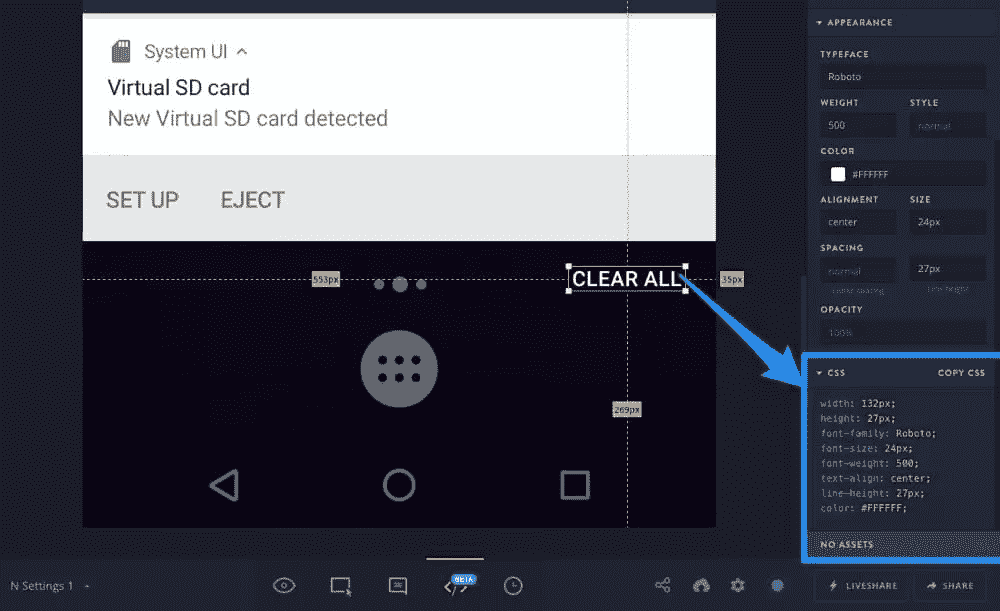 System UI
Virtual SD card
New Virtual SD card detected
SET UP EJECT
553px
CLEAR ALL
35px
269px
APPEARANCE
TYPEFACE
Roboto
WEIGHT STYLE
500 normal
COLOR
#FFFFFF
ALIGNMENT SIZE
center 24px
SPACING
normal 27px
line height
OPACITY
100%
CSS COPY CSS
width: 132px;
height: 27px;
font-family: Roboto;
font-size: 24px;
font-weight: 500;
text-align: center;
line-height: 27px;
color: #FFFFFF;
NO ASSETS
N Settings 1
BETA
LIVESHARE
SHARE